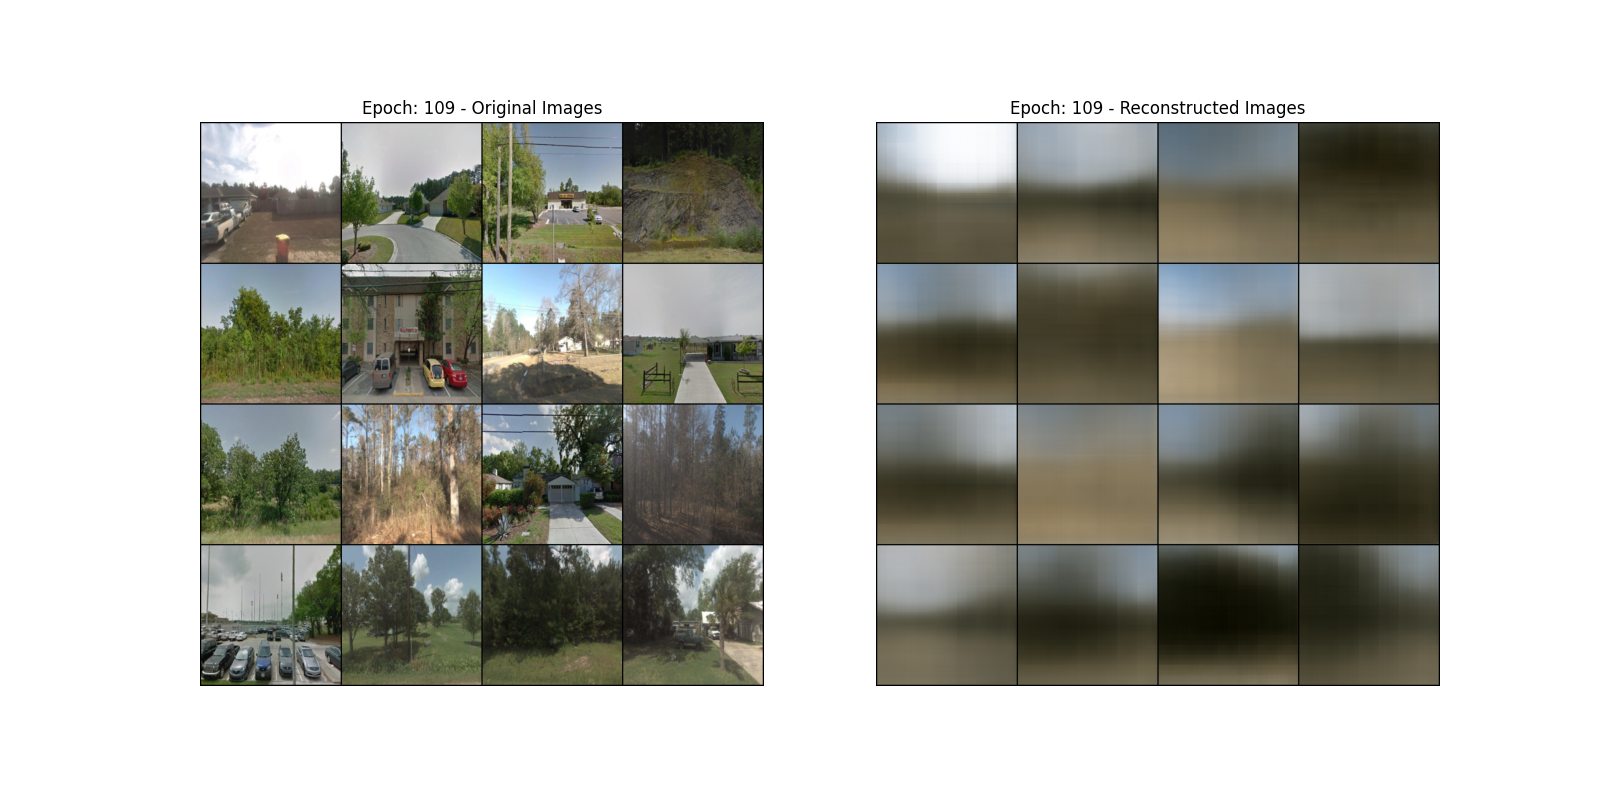 Epoch: 109 - Original Images
Epoch: 109 - Reconstructed Images